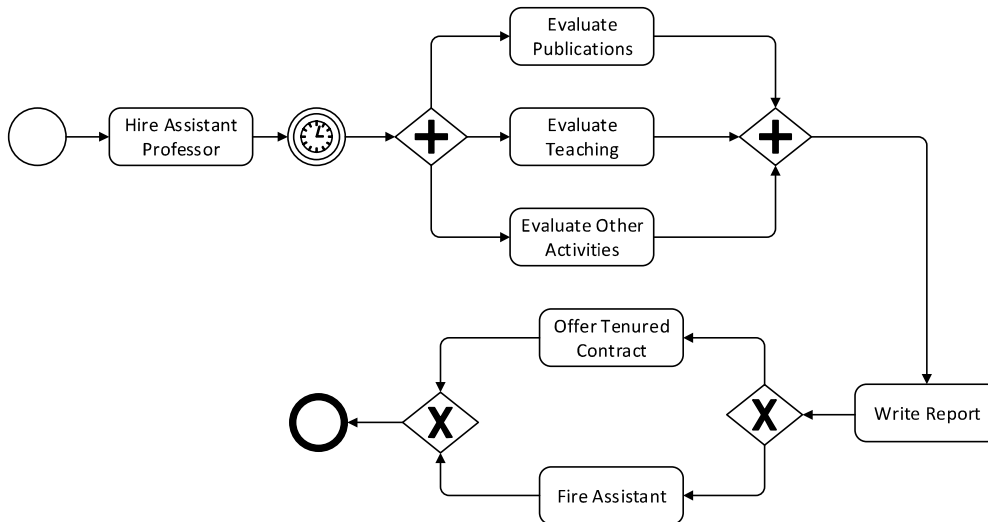 Evaluate
Publications
Hire Assistant
Professor
Evaluate
Teaching
Evaluate Other
Activities
Offer Tenured
Contract
X
X
Write Report
Fire Assistant